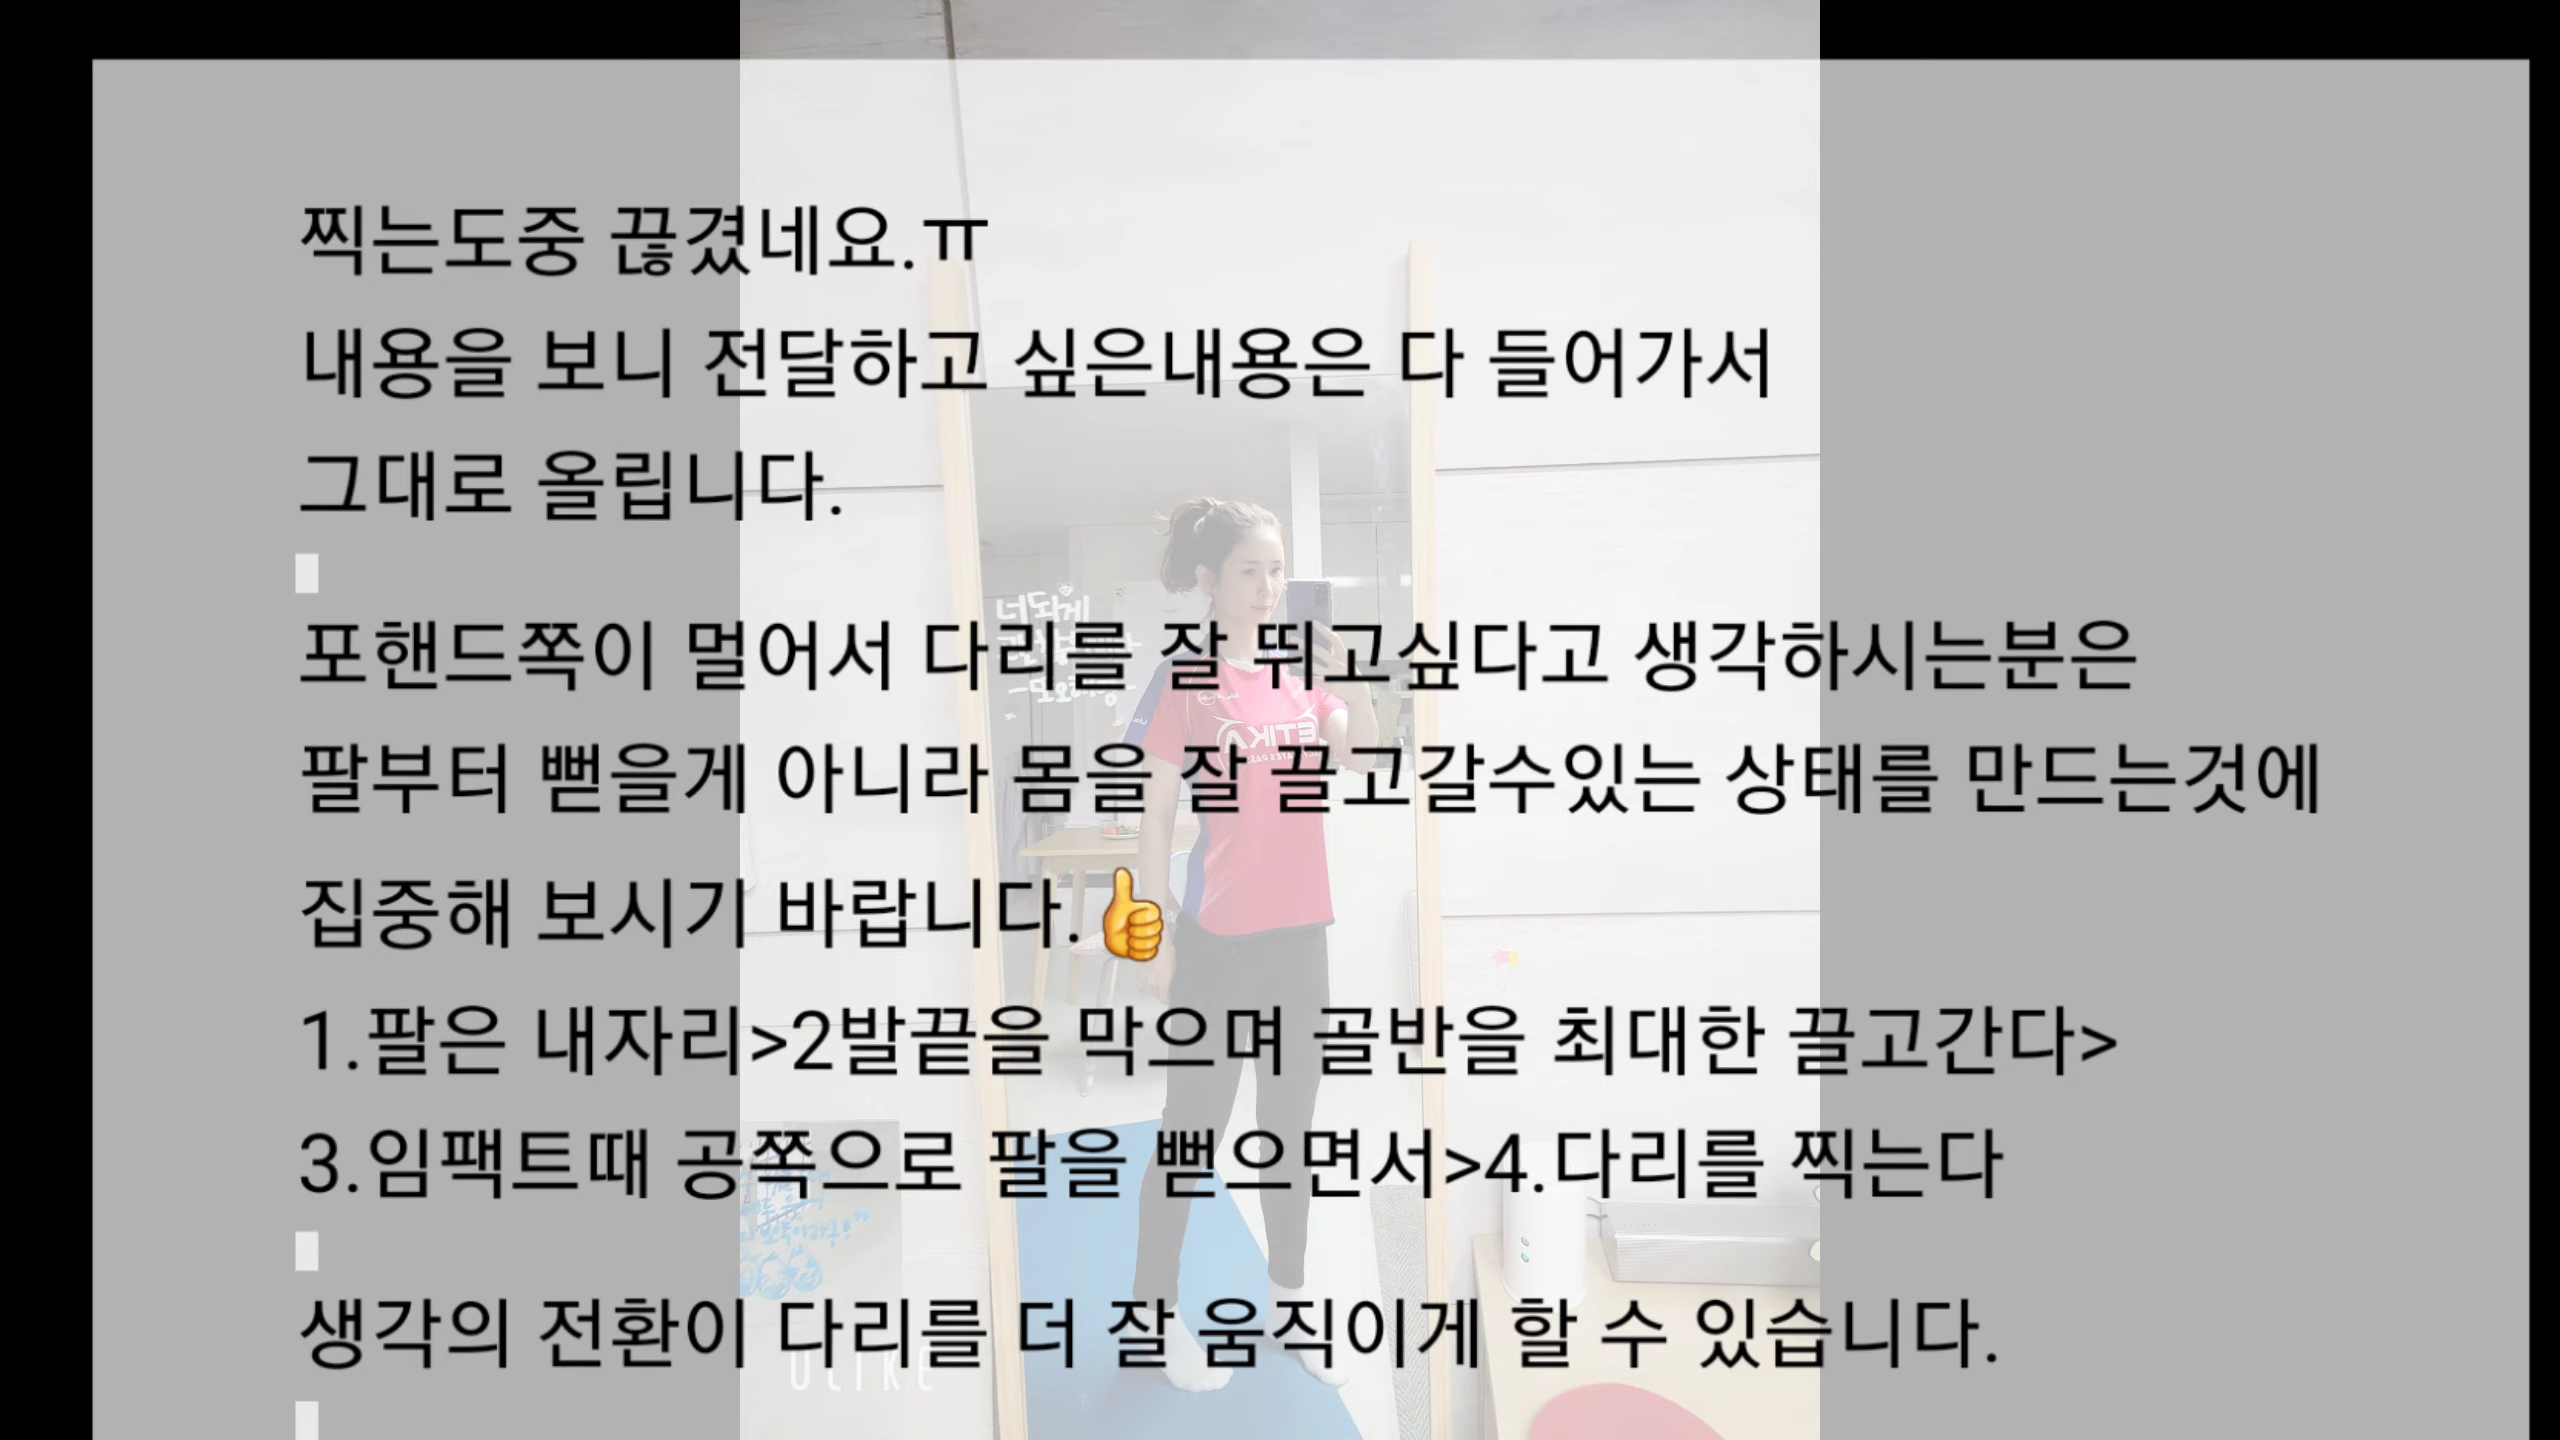 찍는도중 끊겼네요.ㅠ
내용을 보니 전달하고 싶은내용은 다 들어가서
그대로 올립니다.
포핸드쪽이 멀어서 다리를 잘 뛰고싶다고 생각하시는분은
팔부터 뻗을게 아니라 몸을 잘 끌고갈수있는 상태를 만드는것에
집중해 보시기 바랍니다.👍
1.팔은 내자리>2발끝을 막으며 골반을 최대한 끌고간다>
3.임팩트때 공쪽으로 팔을 뻗으면서>4.다리를 찍는다
생각의 전환이 다리를 더 잘 움직이게 할 수 있습니다.
너되게
ULIKE